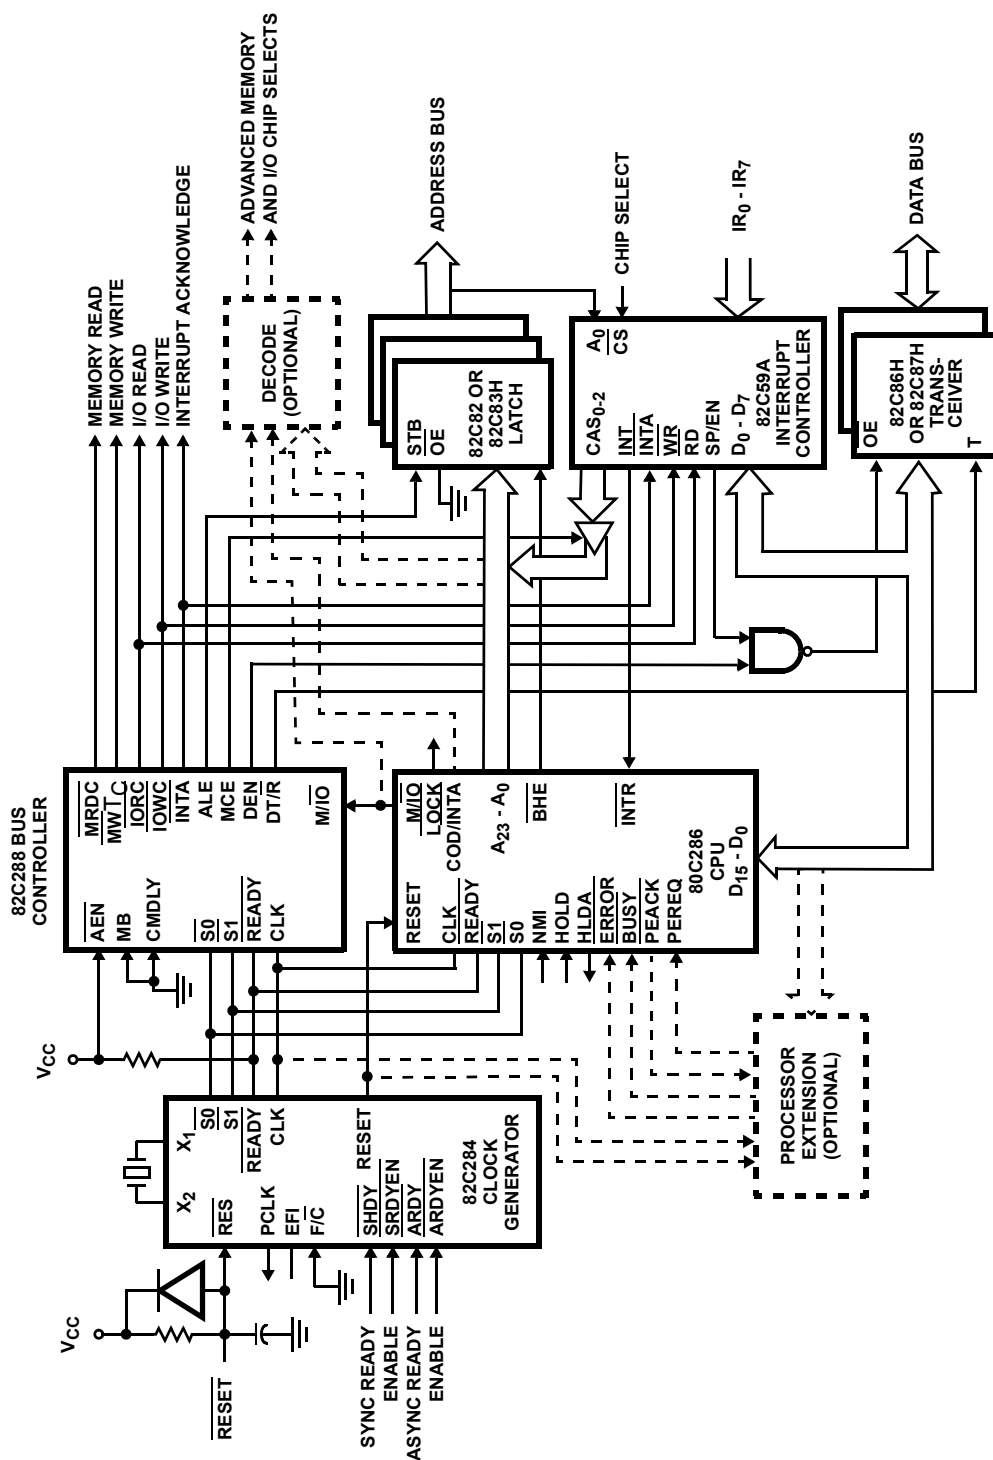 VCC
RESET
SYNC READY
ENABLE
ASYNC READY
ENABLE
X2
X1
RES
PCLK
EFI
F/C
SHDY
SRDYEN
ARDY
ARDYEN
S0
S1
READY
CLK
RESET
82C284
CLOCK
GENERATOR
VCC
82C288 BUS
CONTROLLER
AEN
MB
CMDLY
S0
S1
READY
CLK
MRDC
MWTC
IORC
IOWC
INTA
ALE
MCE
DEN
DT/R
M/IO
RESET
CLK
READY
S1
S0
NMI
HOLD
HLDA
ERROR
BUSY
PEACK
PEREQ
M/IO
LOCK
COD/INTA
A23 - A0
BHE
INTR
80C286
CPU
D15 - D0
PROCESSOR
EXTENSION
(OPTIONAL)
MEMORY READ
MEMORY WRITE
I/O READ
I/O WRITE
INTERRUPT ACKNOWLEDGE
DECODE
(OPTIONAL)
ADVANCED MEMORY
AND I/O CHIP SELECTS
STB
OE
82C82 OR
82C83H
LATCH
ADDRESS BUS
A0
CS
CHIP SELECT
CAS0-2
INT
INTA
WR
RD
SP/EN
D0 - D7
82C59A
INTERRUPT
CONTROLLER
IR0 - IR7
OE
82C86H
OR 82C87H
TRANS-
CEIVER
T
DATA BUS